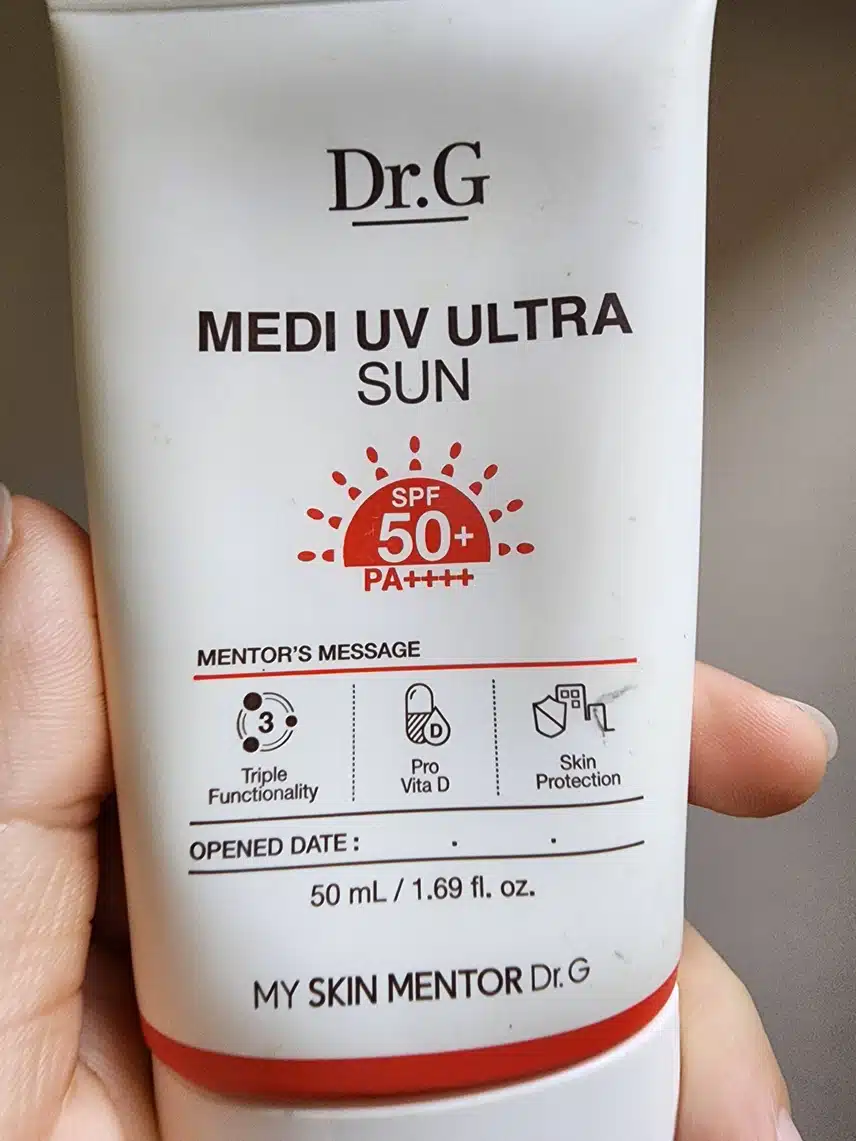 Dr.G
MEDI UV ULTRA
SUN
SPF
50+
PA++++
MENTOR'S MESSAGE
3
Triple
Functionality
D
Pro
Vita D
Skin
Protection
OPENED DATE : . .
50 mL / 1.69 fl. oz.
MY SKIN MENTOR Dr.G